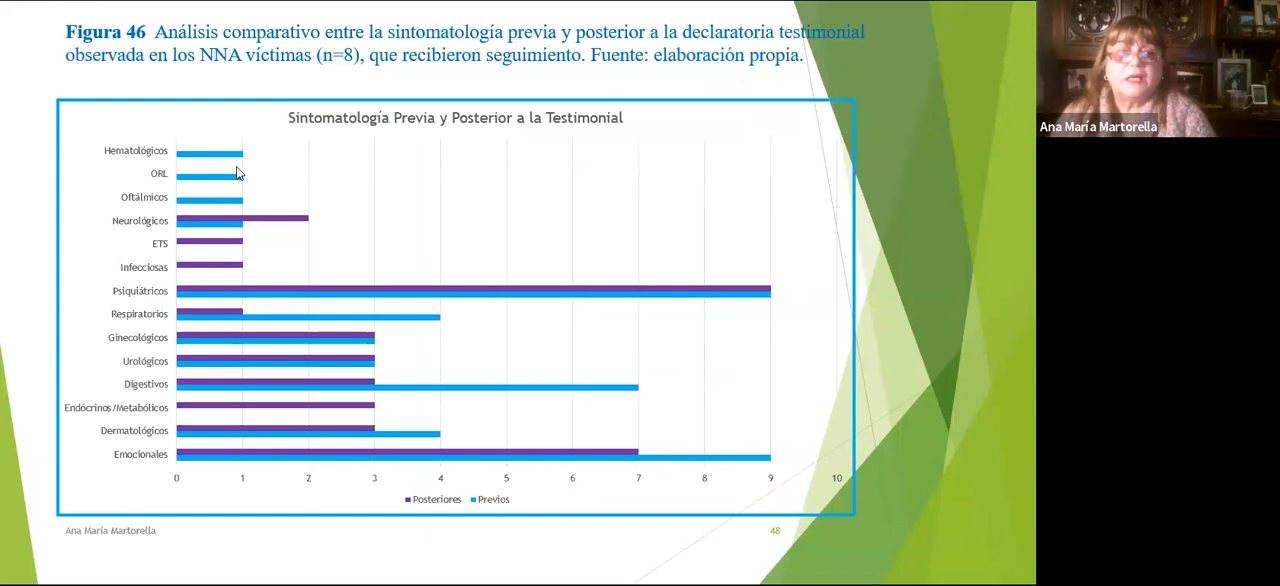 Figura 46 Análisis comparativo entre la sintomatología previa y posterior a la declaratoria testimonial
observada en los NNA víctimas (n=8), que recibieron seguimiento. Fuente: elaboración propia.
Ana María Martorella
Sintomatología Previa y Posterior a la Testimonial
Hematológicos
ORL
Oftálmicos
Neurológicos
ETS
Infecciosas
Psiquiátricos
Respiratorios
Ginecológicos
Urológicos
Digestivos
Endócrinos/Metabólicos
Dermatológicos
Emocionales
0 1 2 3 4 5 6 7 8 9 10
Posteriores Previos
Ana María Martorella 48